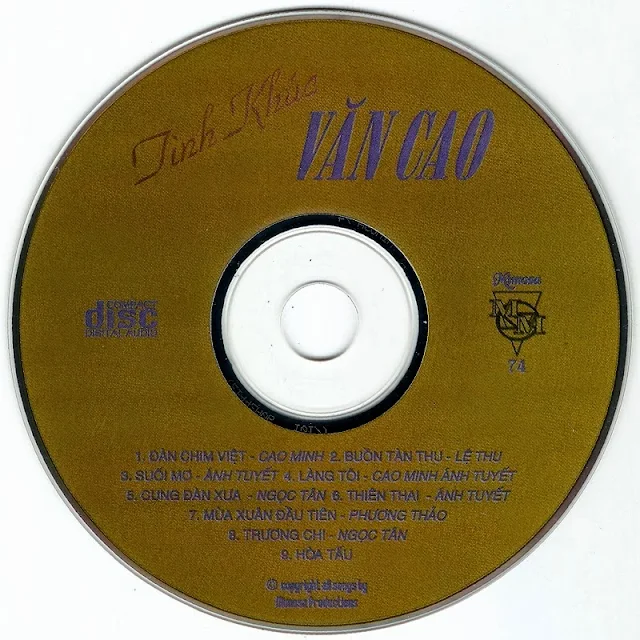 Tình Khúc
VĂN CAO
COMPACT
disc
DIGITAL AUDIO
Mimosa
MSM
74
1. ĐÀN CHIM VIỆT - CAO MINH 2. BUỒN TÀN THU - LỆ THU
3. SUỐI MƠ - ÁNH TUYẾT 4. LÀNG TÔI - CAO MINH ÁNH TUYẾT
5. CUNG ĐÀN XƯA - NGỌC TÂN 6. THIÊN THAI - ÁNH TUYẾT
7. MÙA XUÂN ĐẦU TIÊN - PHƯƠNG THẢO
8. TRƯƠNG CHI - NGỌC TÂN
9. HÒA TẤU
© copyright all songs by
Mimosa Productions